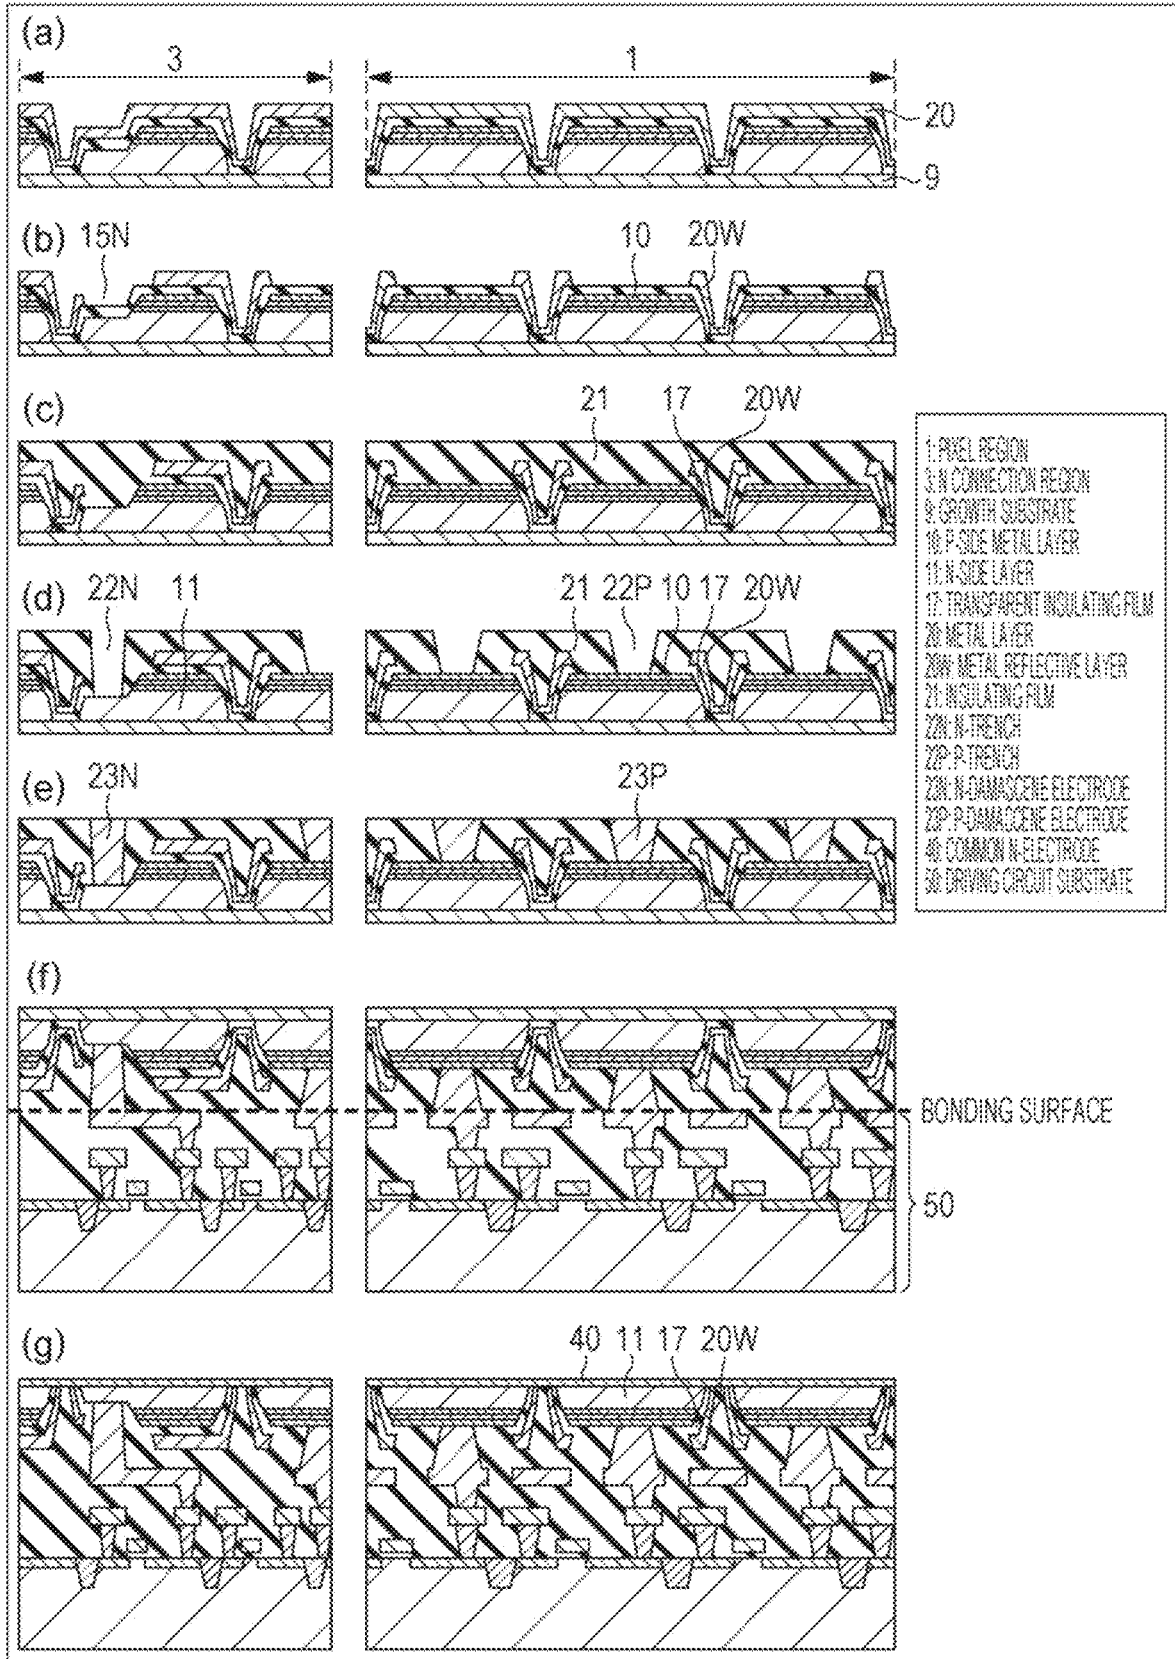 (a)
3
1
20
9
(b)
15N
10
20W
(c)
21
17
20W
(d)
22N
11
21
22P
10
17
20W
(e)
23N
23P
(f)
BONDING SURFACE
50
(g)
40
11
17
20W
1: PIXEL REGION
3: N CONNECTION REGION
9: GROWTH SUBSTRATE
10: P-SIDE METAL LAYER
11: N-SIDE LAYER
17: TRANSPARENT INSULATING FILM
20: METAL LAYER
20W: METAL REFLECTIVE LAYER
21: INSULATING FILM
22N: N-TRENCH
22P: P-TRENCH
23N: N-DAMASCENE ELECTRODE
23P: P-DAMASCENE ELECTRODE
40: COMMON N-ELECTRODE
50: DRIVING CIRCUIT SUBSTRATE